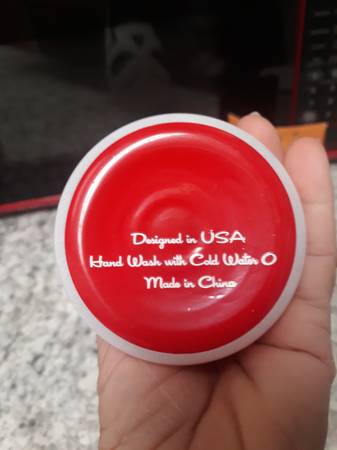 Designed in USA
Hand Wash with Cold Water O
Made in China